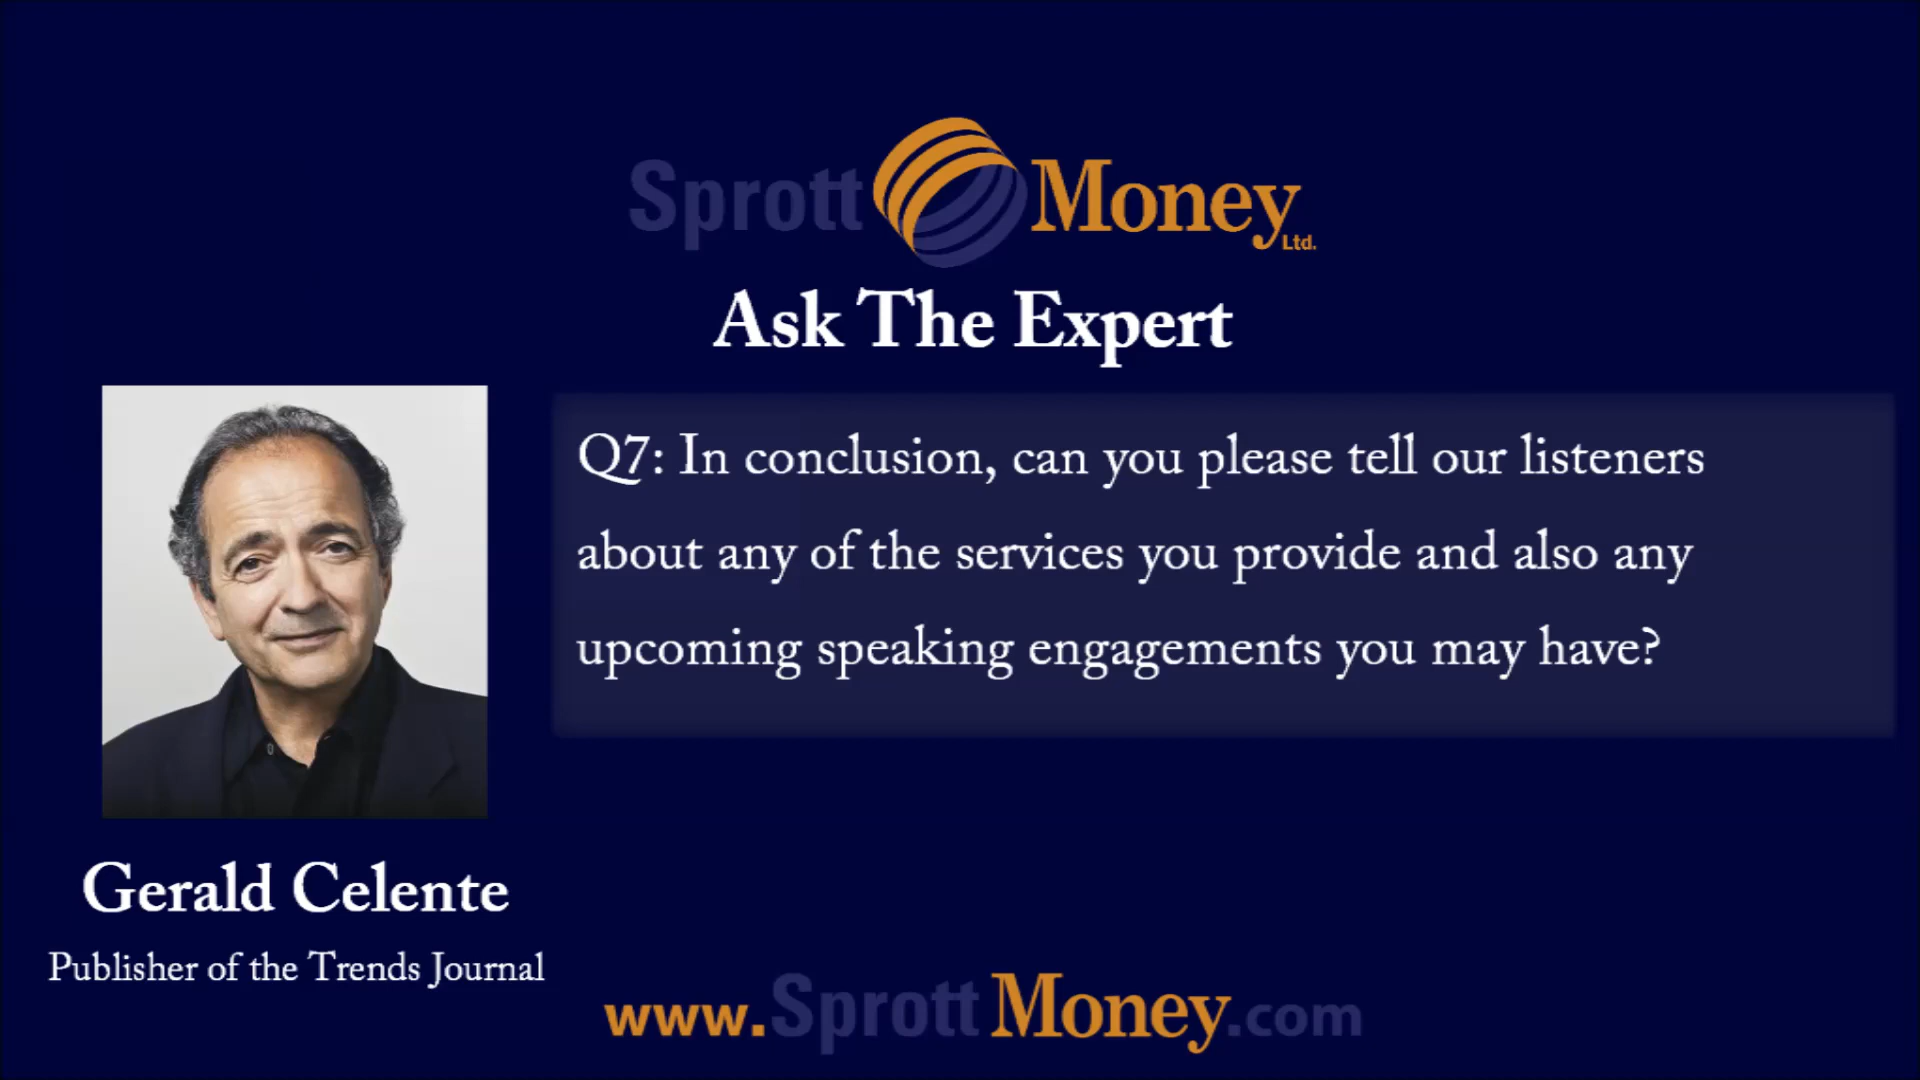 Sprott Money Ltd.
Ask The Expert
Q7: In conclusion, can you please tell our listeners
about any of the services you provide and also any
upcoming speaking engagements you may have?
Gerald Celente
Publisher of the Trends Journal
www.SprottMoney.com